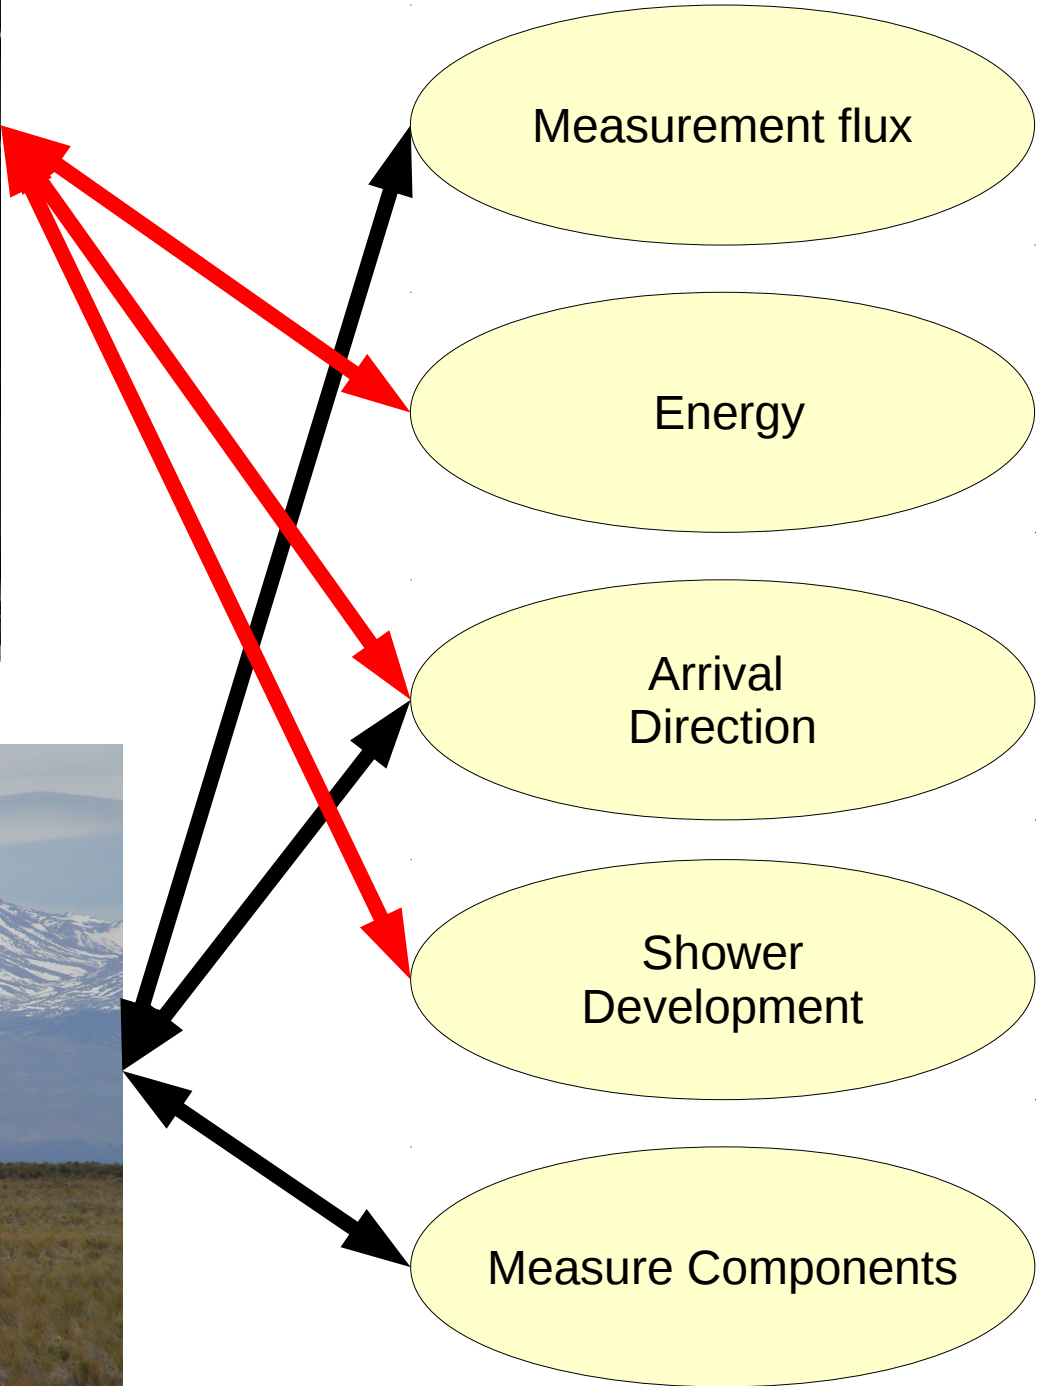 Measurement flux
Energy
Arrival
Direction
Shower
Development
Measure Components